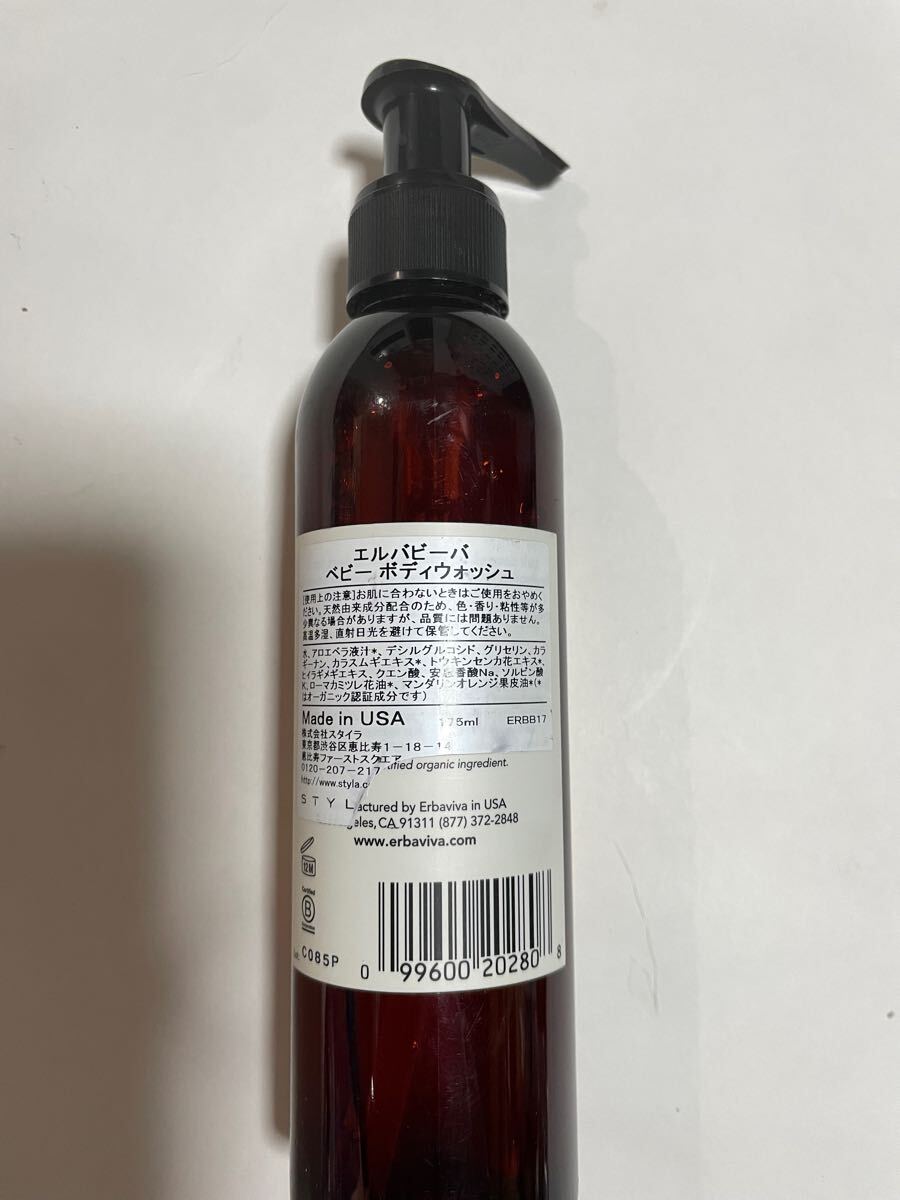 エルバビーバ
ベビー ボディウォッシュ
[使用上の注意]お肌に合わないときはご使用をおやめく
ださい。天然由来成分配合のため、色・香り・粘性等が多
少異なる場合がありますが、品質には問題ありません。
高温多湿、直射日光を避けて保管してください。
水、アロエベラ液汁*、デシルグルコシド、グリセリン、カラ
ギーナン、カラスムギエキス*、トウキンセンカ花エキス*、
ヒイラギメギエキス、クエン酸、安息香酸Na、ソルビン酸
K、ローマカミツレ花油*、マンダリンオレンジ果皮油*(*
はオーガニック認証成分です)
Made in USA 175ml ERBB17
株式会社スタイラ
東京都渋谷区恵比寿1-18-14
恵比寿ファーストスクエア
tified organic ingredient.
0120-207-217
http://www.styla.c
STYL
actured by Erbaviva in USA
geles, CA 91311 (877) 372-2848
www.erbaviva.com
12M
Certified
B
C085P
0 99600 20280 8